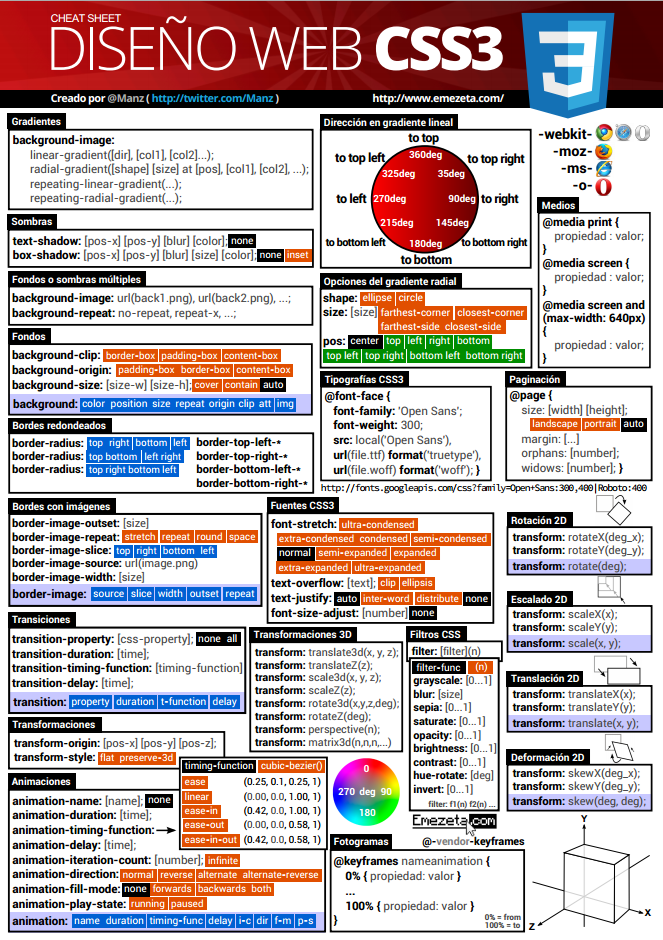 CHEAT SHEET
DISEÑO WEB CSS3
Creado por @Manz ( http://twitter.com/Manz )
http://www.emezeta.com/
Gradientes
background-image:
linear-gradient([dir], [col1], [col2]...);
radial-gradient([shape] [size] at [pos], [col1], [col2], ...);
repeating-linear-gradient(...);
repeating-radial-gradient(...);
Dirección en gradiente lineal
to top
360deg
to top left
to top right
325deg
35deg
to left
270deg
90deg
to right
215deg
145deg
to bottom left
180deg
to bottom right
to bottom
-webkit-
-moz-
-ms-
-o-
Sombras
text-shadow: [pos-x] [pos-y] [blur] [color]; none
box-shadow: [pos-x] [pos-y] [blur] [size] [color]; none inset
Medios
@media print {
propiedad : valor;
}
@media screen {
propiedad : valor;
}
@media screen and
(max-width: 640px)
{
propiedad : valor;
}
Fondos o sombras múltiples
background-image: url(back1.png), url(back2.png), ...;
background-repeat: no-repeat, repeat-x, ...;
Opciones del gradiente radial
shape: ellipse circle
size: [size] farthest-corner closest-corner
farthest-side closest-side
pos: center top left right bottom
top left top right bottom left bottom right
Fondos
background-clip: border-box padding-box content-box
background-origin: padding-box border-box content-box
background-size: [size-w] [size-h]; cover contain auto
background: color position size repeat origin clip att img
Tipografías CSS3
@font-face {
font-family: 'Open Sans';
font-weight: 300;
src: local('Open Sans'),
url(file.ttf) format('truetype'),
url(file.woff) format('woff'); }
Paginación
@page {
size: [width] [height];
landscape portrait auto
margin: [...]
orphans: [number];
widows: [number]; }
http://fonts.googleapis.com/css?family=Open+Sans:300,400|Roboto:400
Bordes redondeados
border-radius: top right bottom left
border-radius: top bottom left right
border-radius: top right bottom left
border-top-left-*
border-top-right-*
border-bottom-left-*
border-bottom-right-*
Bordes con imágenes
border-image-outset: [size]
border-image-repeat: stretch repeat round space
border-image-slice: top right bottom left
border-image-source: url(image.png)
border-image-width: [size]
border-image: source slice width outset repeat
Fuentes CSS3
font-stretch: ultra-condensed
extra-condensed condensed semi-condensed
normal semi-expanded expanded
extra-expanded ultra-expanded
text-overflow: [text]; clip ellipsis
text-justify: auto inter-word distribute none
font-size-adjust: [number] none
Rotación 2D
transform: rotateX(deg_x);
transform: rotateY(deg_y);
transform: rotate(deg);
Escalado 2D
transform: scaleX(x);
transform: scaleY(y);
transform: scale(x, y);
Transiciones
transition-property: [css-property]; none all
transition-duration: [time];
transition-timing-function: [timing-function]
transition-delay: [time];
transition: property duration t-function delay
Transformaciones 3D
transform: translate3d(x, y, z);
transform: translateZ(z);
transform: scale3d(x, y, z);
transform: scaleZ(z);
transform: rotate3d(x,y,z,deg);
transform: rotateZ(deg);
transform: perspective(n);
transform: matrix3d(n,n,n,...)
Filtros CSS
filter: [filter](n)
filter-func (n)
grayscale: [0...1]
blur: [size]
sepia: [0...1]
saturate: [0...1]
opacity: [0...1]
brightness: [0...1]
contrast: [0...1]
hue-rotate: [deg]
invert: [0...1]
filter: f1(n) f2(n) ...
Translación 2D
transform: translateX(x);
transform: translateY(y);
transform: translate(x, y);
Transformaciones
transform-origin: [pos-x] [pos-y] [pos-z];
transform-style: flat preserve-3d
Deformación 2D
transform: skewX(deg_x);
transform: skewY(deg_y);
transform: skew(deg, deg);
Animaciones
animation-name: [name]; none
animation-duration: [time];
animation-timing-function:
animation-delay: [time];
animation-iteration-count: [number]; infinite
animation-direction: normal reverse alternate alternate-reverse
animation-fill-mode: none forwards backwards both
animation-play-state: running paused
animation: name duration timing-func delay i-c dir f-m p-s
timing-function cubic-bezier()
ease (0.25, 0.1, 0.25, 1)
linear (0.00, 0.0, 1.00, 1)
ease-in (0.42, 0.0, 1.00, 1)
ease-out (0.00, 0.0, 0.58, 1)
ease-in-out (0.42, 0.0, 0.58, 1)
0
270 deg 90
180
Emezeta.com
Fotogramas
@-vendor-keyframes
@keyframes nameanimation {
0% { propiedad: valor }
...
100% { propiedad: valor }
}
0% = from
100% = to
Y
X
Z